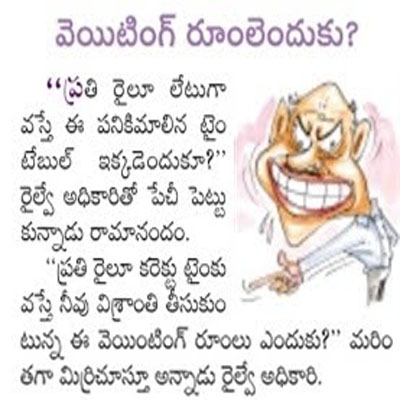 వెయిటింగ్ రూంలెందుకు?
“ప్రతి రైలూ లేటుగా
వస్తే ఈ పనికిమాలిన టైం
టేబుల్ ఇక్కడెందుకూ?”
రైల్వే అధికారితో పేచీ పెట్టు
కున్నాడు రామానందం.
“ప్రతి రైలూ కరెక్టు టైంకు
వస్తే నీవు విశ్రాంతి తీసుకుం
టున్న ఈ వెయింటింగ్ రూంలు ఎందుకు?” మరిం
తగా మిర్రిచూస్తూ అన్నాడు రైల్వే అధికారి.